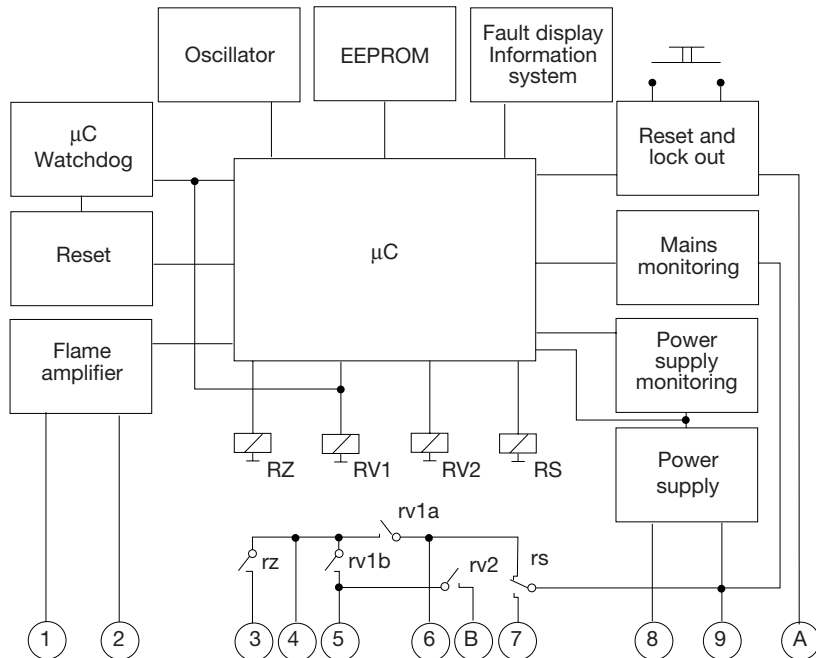 Oscillator
EEPROM
Fault display
Information
system
μC
Watchdog
Reset and
lock out
Reset
μC
Mains
monitoring
Flame
amplifier
Power
supply
monitoring
RZ
RV1
RV2
RS
Power
supply
rv1a
rz
rv1b
rv2
rs
1
2
3
4
5
6
B
7
8
9
A